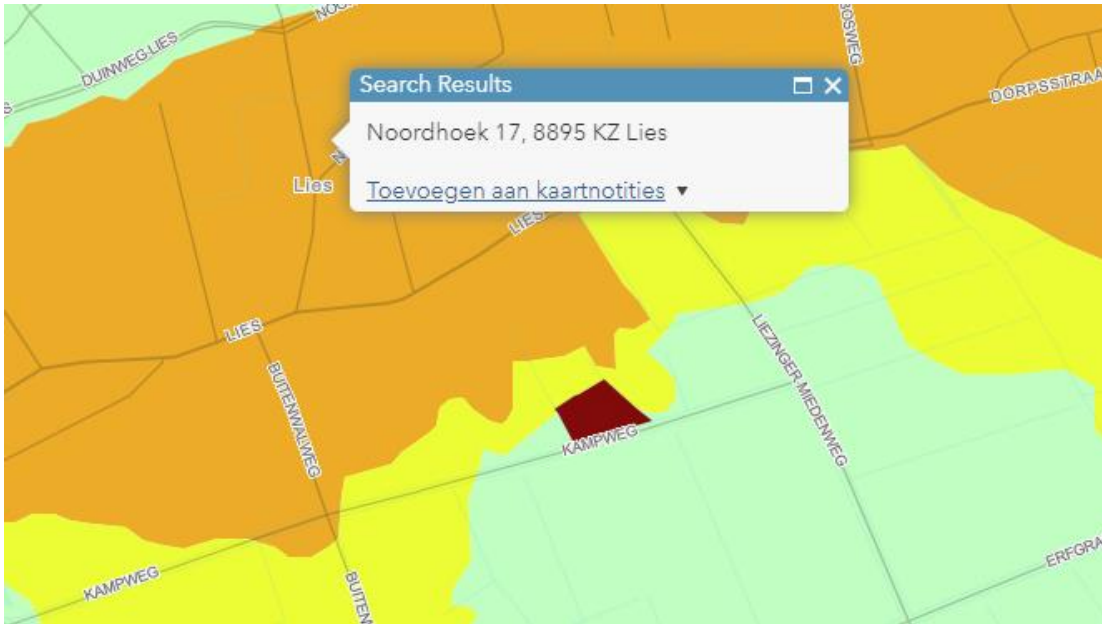 DUINWEG-LIES
BOSWEG
Search Results
DORPSSTRAA
Noordhoek 17, 8895 KZ Lies
Lies
Toevoegen aan kaartnotities
LIES
LIES
LIEZINGER-MIEDENWEG
BUITENWALWEG
KAMPWEG
ERFGRA
KAMPWEG
BUITEN